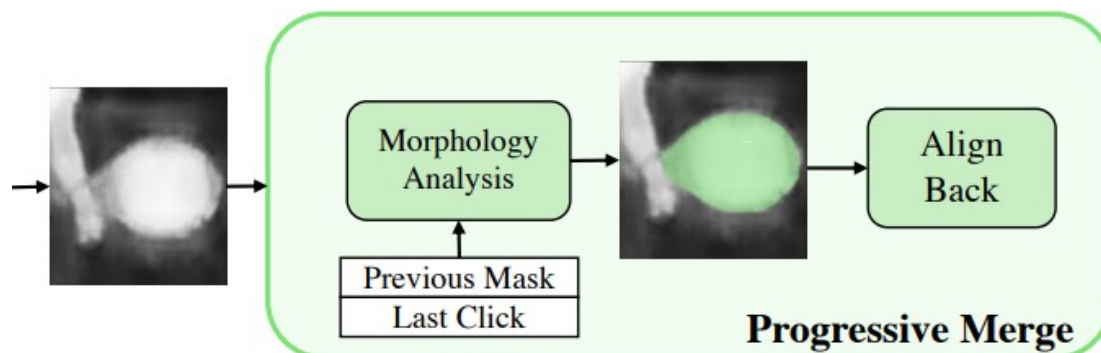 Morphology
Analysis
Align
Back
Previous Mask
Last Click
Progressive Merge